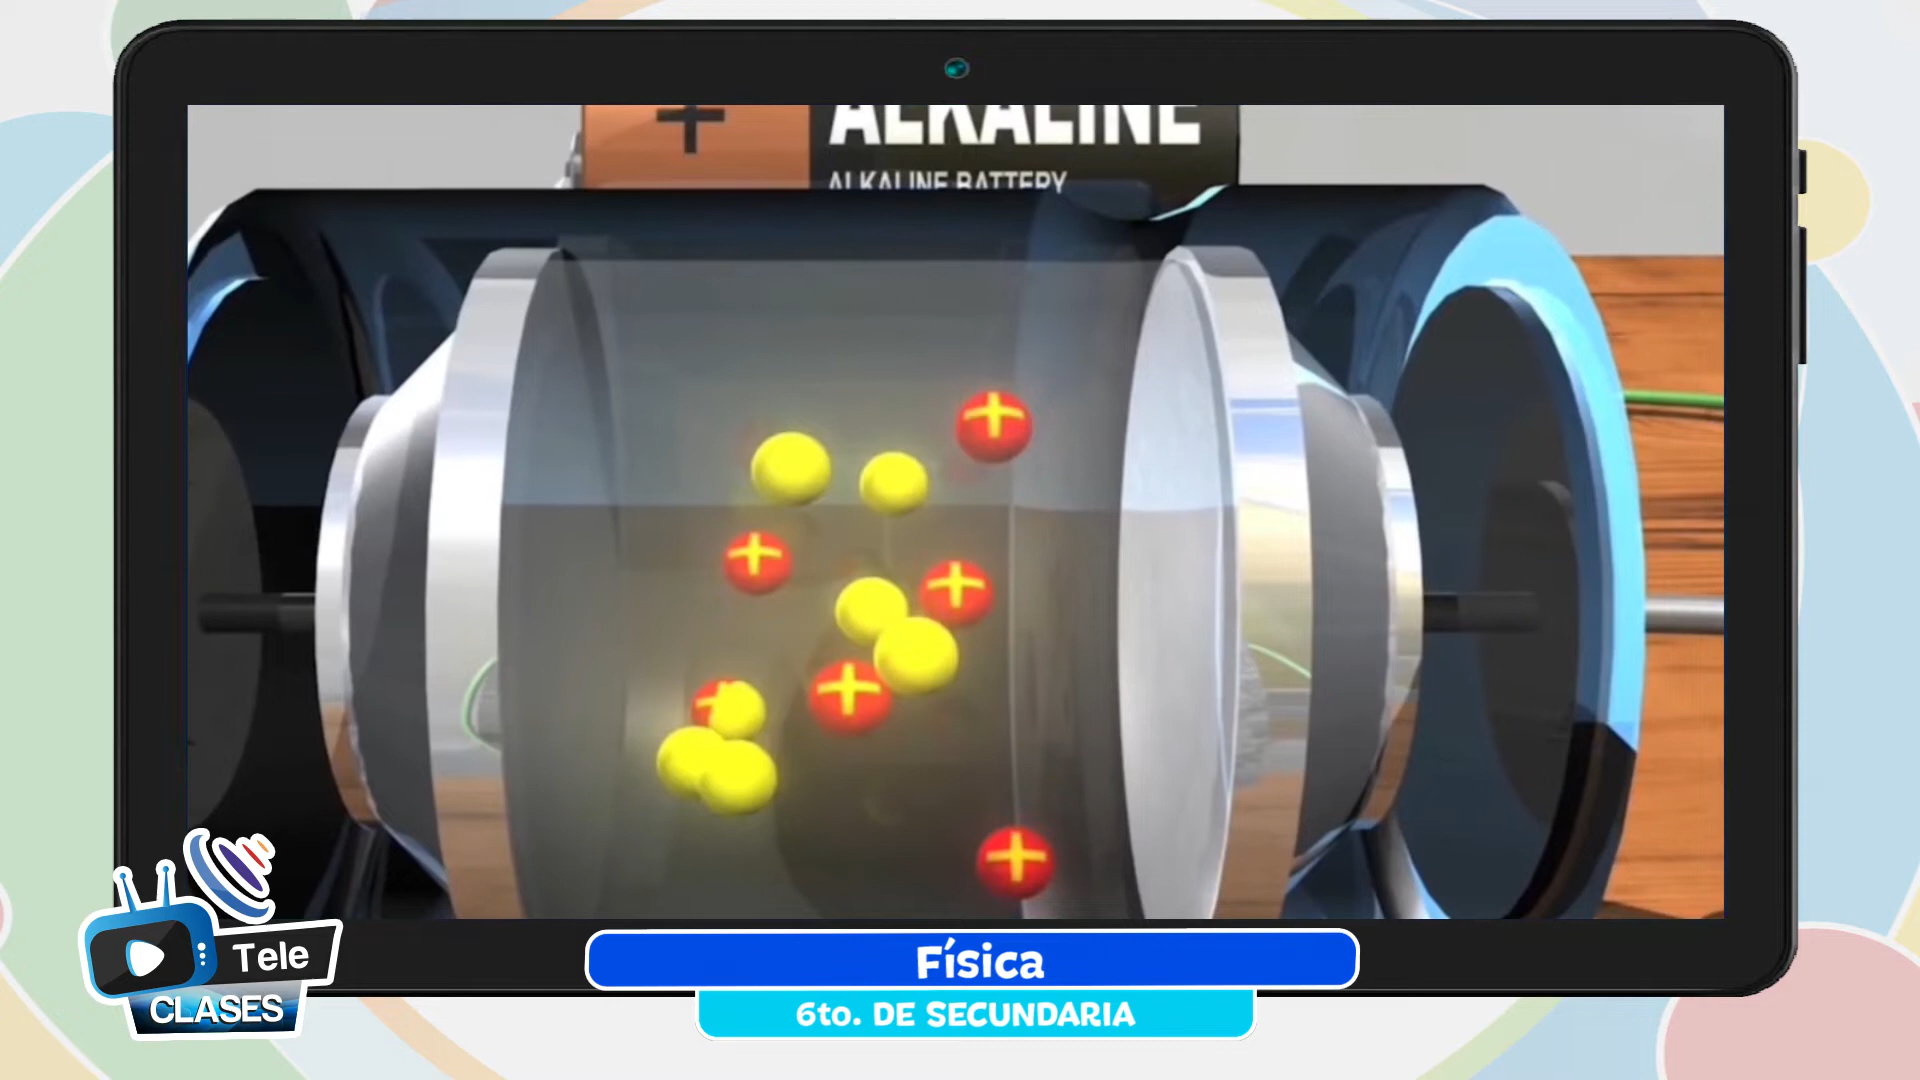 +
ALKALINE
ALKALINE BATTERY
+
+
+
+
+
+
Tele
CLASES
Física
6to. DE SECUNDARIA